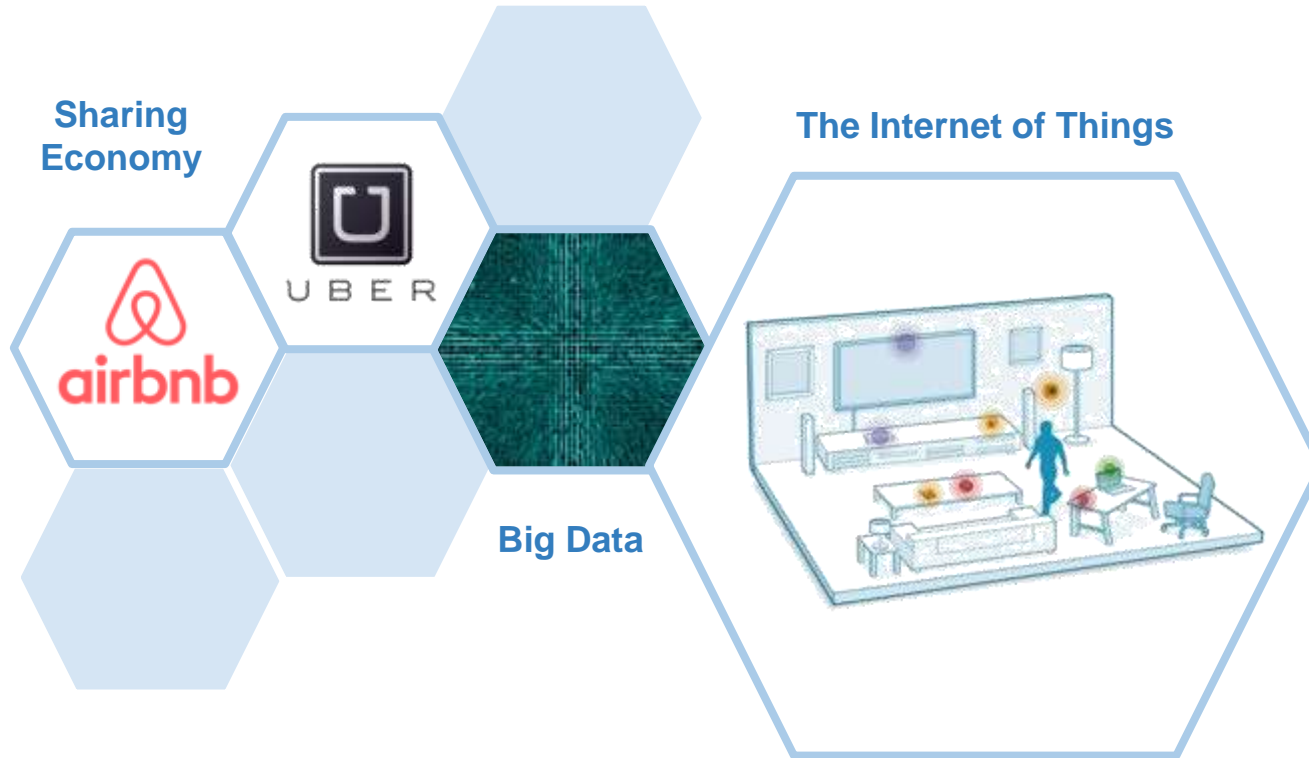 Sharing
Economy
The Internet of Things
UBER
airbnb
Big Data